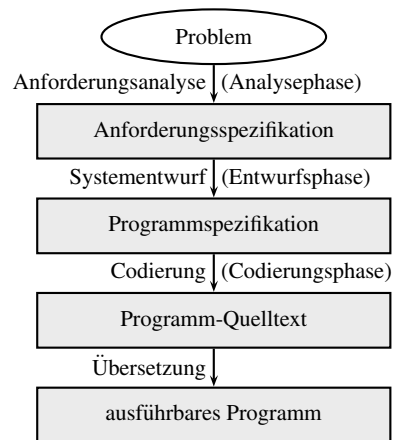 Problem
Anforderungsanalyse (Analysephase)
Anforderungsspezifikation
Systementwurf (Entwurfsphase)
Programmspezifikation
Codierung (Codierungsphase)
Programm-Quelltext
Übersetzung
ausführbares Programm